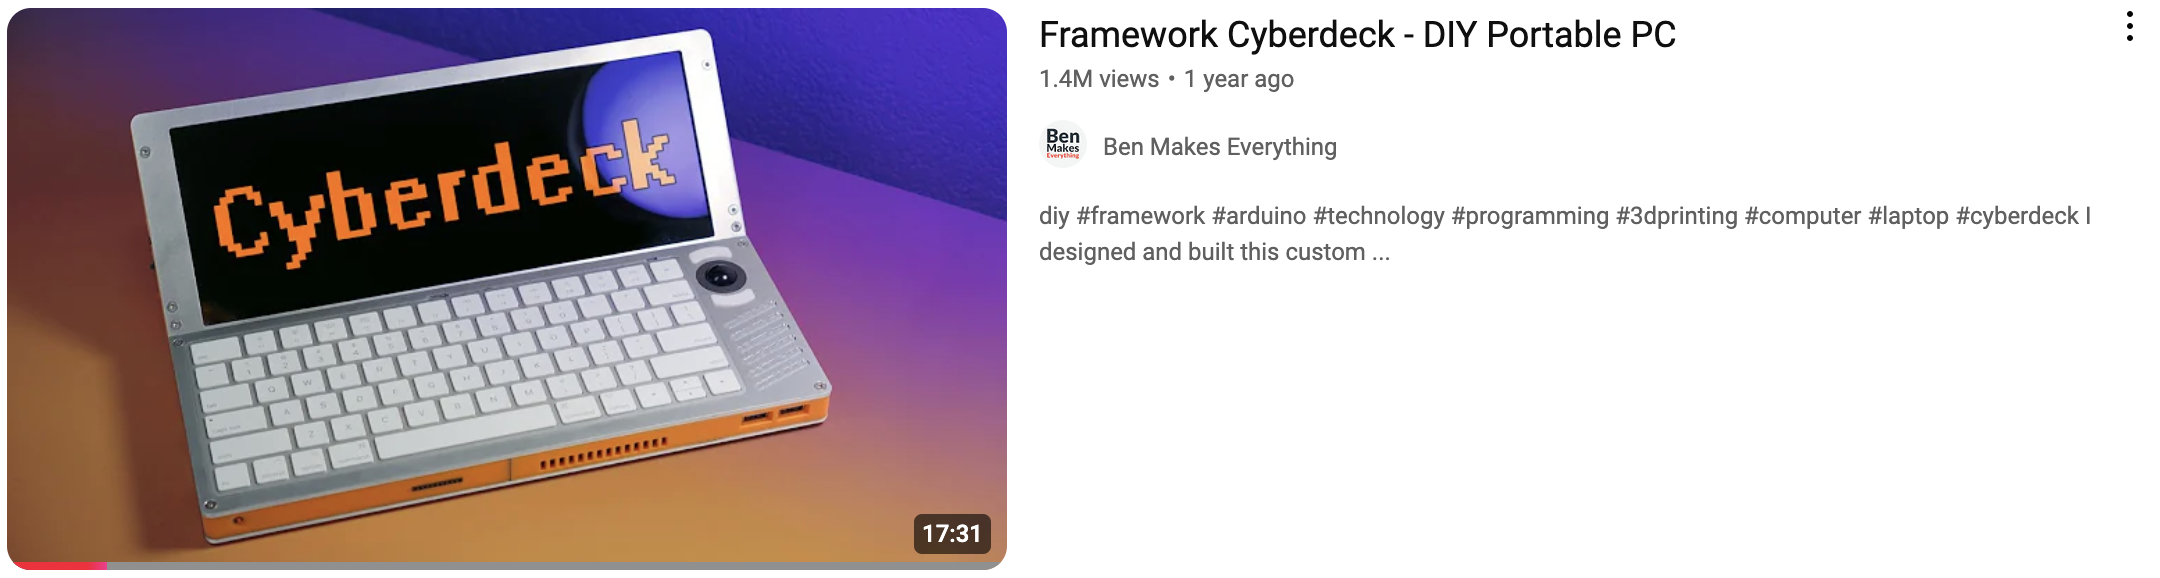 Cyberdeck
17:31
Framework Cyberdeck - DIY Portable PC
1.4M views • 1 year ago
Ben
Makes
Everything
Ben Makes Everything
diy #framework #arduino #technology #programming #3dprinting #computer #laptop #cyberdeck I
designed and built this custom ...